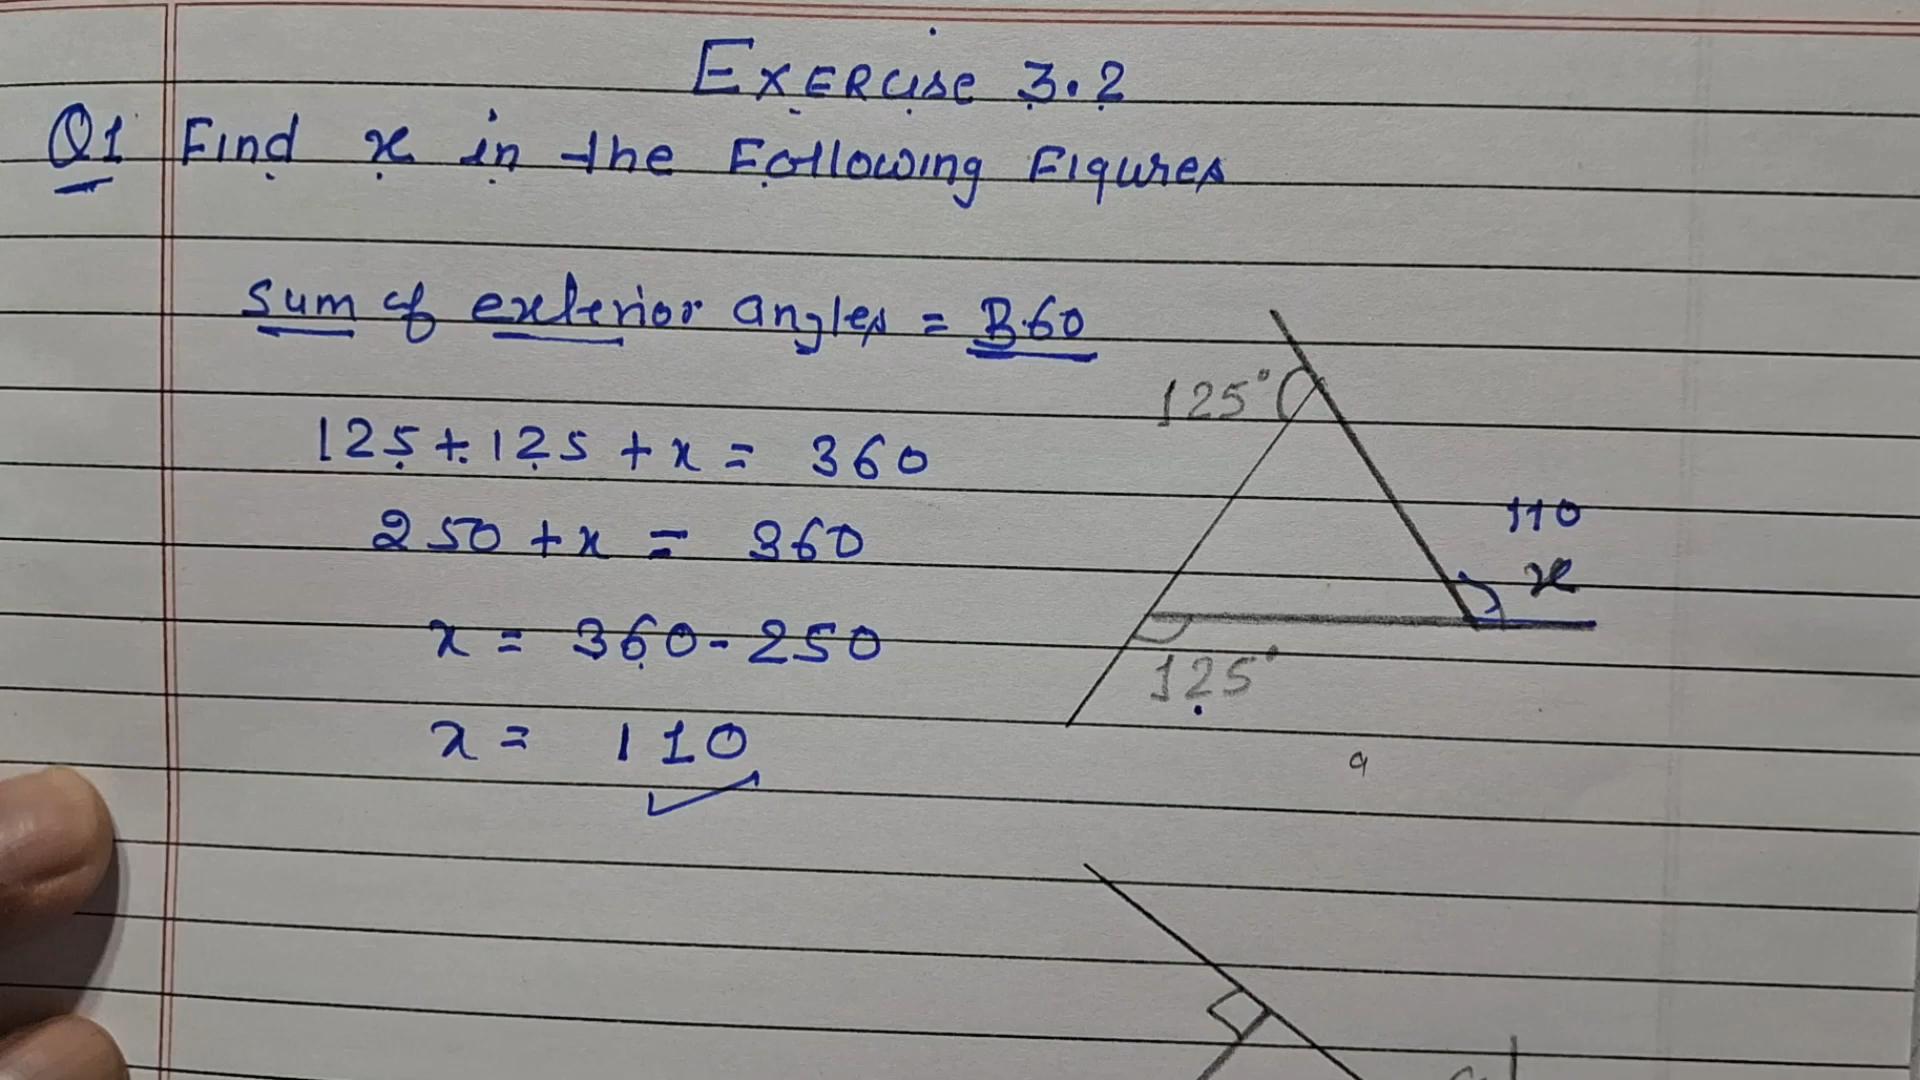 Exercise 3.2
Q1 Find x in the Following Figures
Sum of exterior angles = 360
125°
125 + 125 + x = 360
110
250 + x = 360
x
x = 360 - 250
125°
x = 110
a